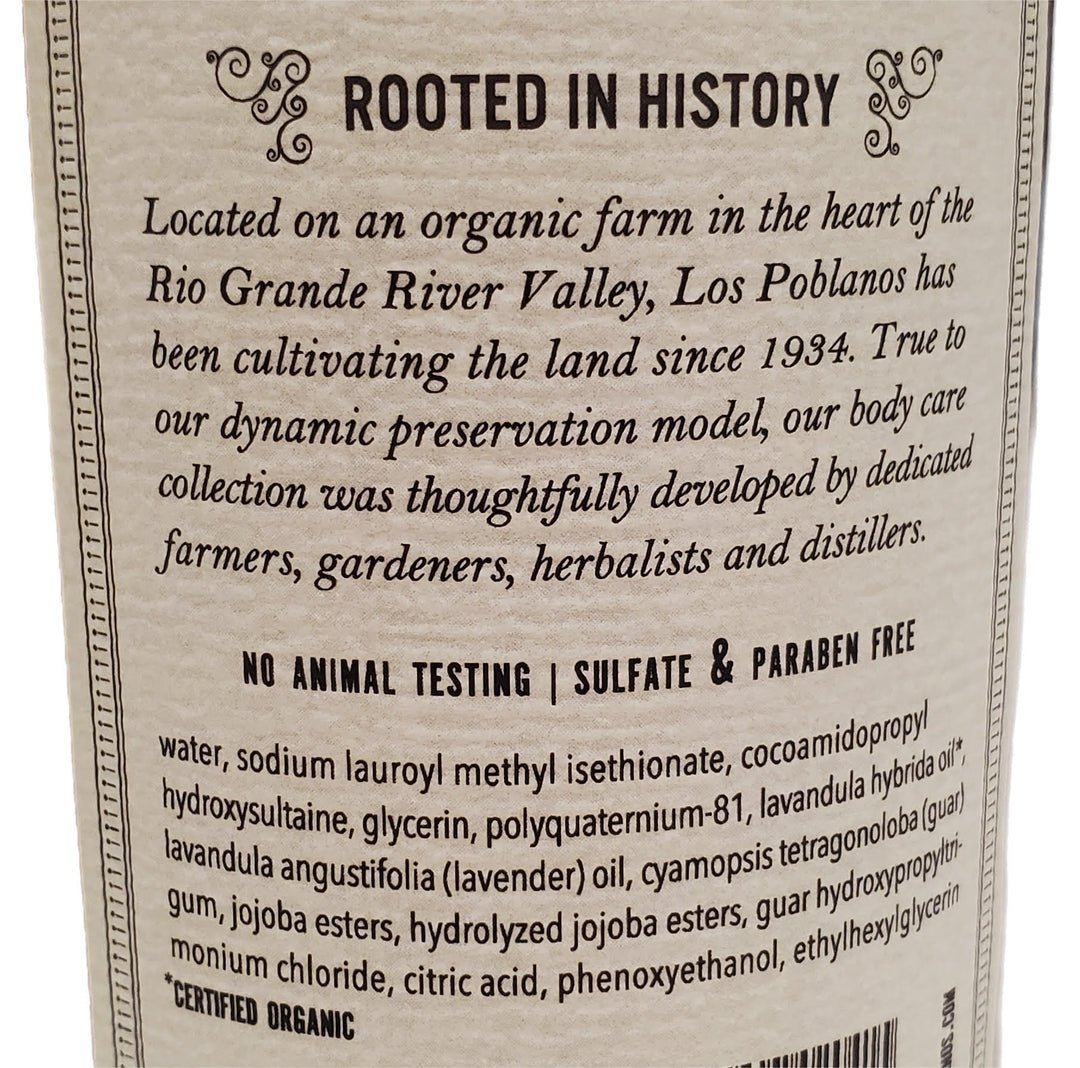 ROOTED IN HISTORY
Located on an organic farm in the heart of the
Rio Grande River Valley, Los Poblanos has
been cultivating the land since 1934. True to
our dynamic preservation model, our body care
collection was thoughtfully developed by dedicated
farmers, gardeners, herbalists and distillers.
NO ANIMAL TESTING | SULFATE & PARABEN FREE
water, sodium lauroyl methyl isethionate, cocoamidopropyl
hydroxysultaine, glycerin, polyquaternium-81, lavandula hybrida oil*,
lavandula angustifolia (lavender) oil, cyamopsis tetragonoloba (guar)
gum, jojoba esters, hydrolyzed jojoba esters, guar hydroxypropyltri-
monium chloride, citric acid, phenoxyethanol, ethylhexylglycerin
*CERTIFIED ORGANIC